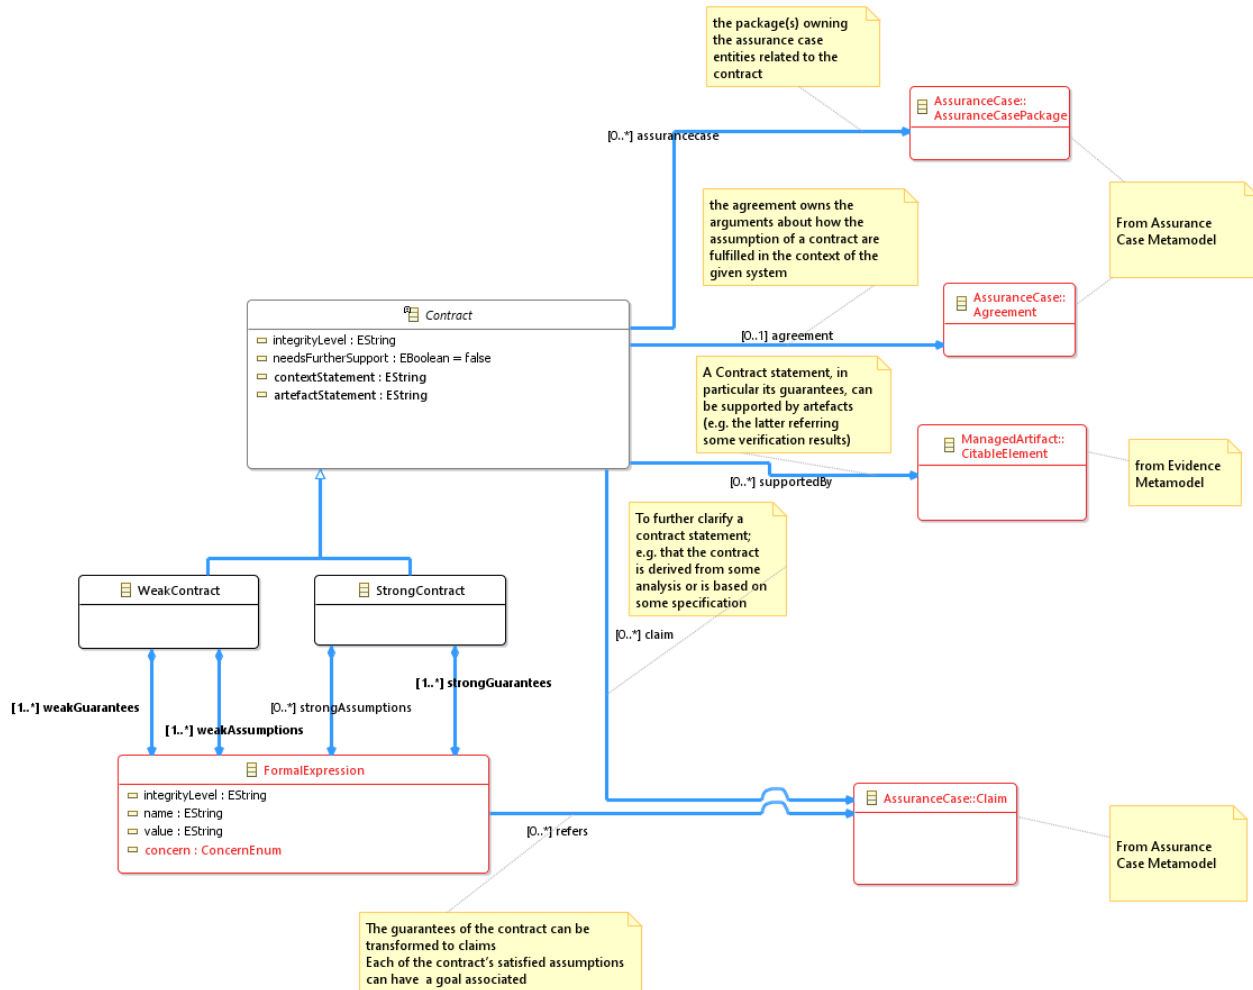 the package(s) owning
the assurance case
entities related to the
contract
AssuranceCase::
AssuranceCasePackage
[0..*] assurancecase
the agreement owns the
arguments about how the
assumption of a contract are
fulfilled in the context of the
given system
From Assurance
Case Metamodel
AssuranceCase::
Agreement
[0..1] agreement
Contract
integrityLevel : EString
needsFurtherSupport : EBoolean = false
contextStatement : EString
artefactStatement : EString
A Contract statement, in
particular its guarantees, can
be supported by artefacts
(e.g. the latter referring
some verification results)
ManagedArtifact::
CitableElement
from Evidence
Metamodel
[0..*] supportedBy
To further clarify a
contract statement;
e.g. that the contract
is derived from some
analysis or is based on
some specification
WeakContract
StrongContract
[0..*] claim
[1..*] weakGuarantees
[1..*] weakAssumptions
[0..*] strongAssumptions
[1..*] strongGuarantees
FormalExpression
integrityLevel : EString
name : EString
value : EString
concern : ConcernEnum
[0..*] refers
AssuranceCase::Claim
From Assurance
Case Metamodel
The guarantees of the contract can be
transformed to claims
Each of the contract's satisfied assumptions
can have a goal associated